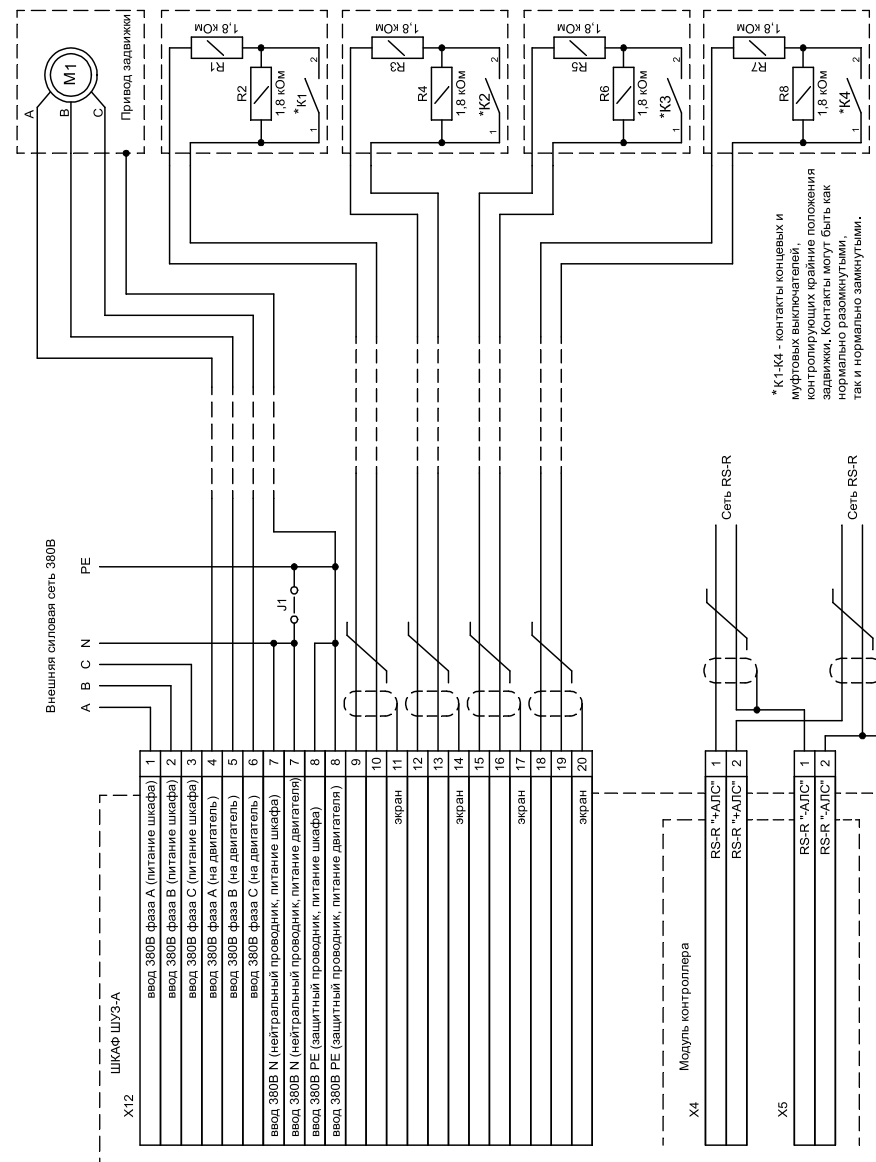 Привод задвижки
M1
A
B
C
1,8 кОм
R1
R2
1,8 кОм
*K1
2
1
1,8 кОм
R3
R4
1,8 кОм
*K2
2
1
1,8 кОм
R5
R6
1,8 кОм
*K3
2
1
1,8 кОм
R7
R8
1,8 кОм
*K4
2
1
*К1-К4 - контакты концевых и
муфтовых выключателей,
контролирующих крайние положения
задвижки. Контакты могут быть как
нормально разомкнутыми,
так и нормально замкнутыми.
Внешняя силовая сеть 380В
A
B
C
N
PE
J1
Сеть RS-R
Сеть RS-R
ШКАФ ШУЗ-А
X12
ввод 380В фаза А (питание шкафа) 1
ввод 380В фаза В (питание шкафа) 2
ввод 380В фаза С (питание шкафа) 3
ввод 380В фаза А (на двигатель) 4
ввод 380В фаза В (на двигатель) 5
ввод 380В фаза С (на двигатель) 6
ввод 380В N (нейтральный проводник, питание шкафа) 7
ввод 380В N (нейтральный проводник, питание двигателя) 7
ввод 380В PE (защитный проводник, питание шкафа) 8
ввод 380В PE (защитный проводник, питание двигателя ) 8
9
10
экран 11
12
13
экран 14
15
16
экран 17
18
19
экран 20
Модуль контроллера
X4
RS-R "+АЛС" 1
RS-R "+АЛС" 2
X5
RS-R "-АЛС" 1
RS-R "-АЛС" 2